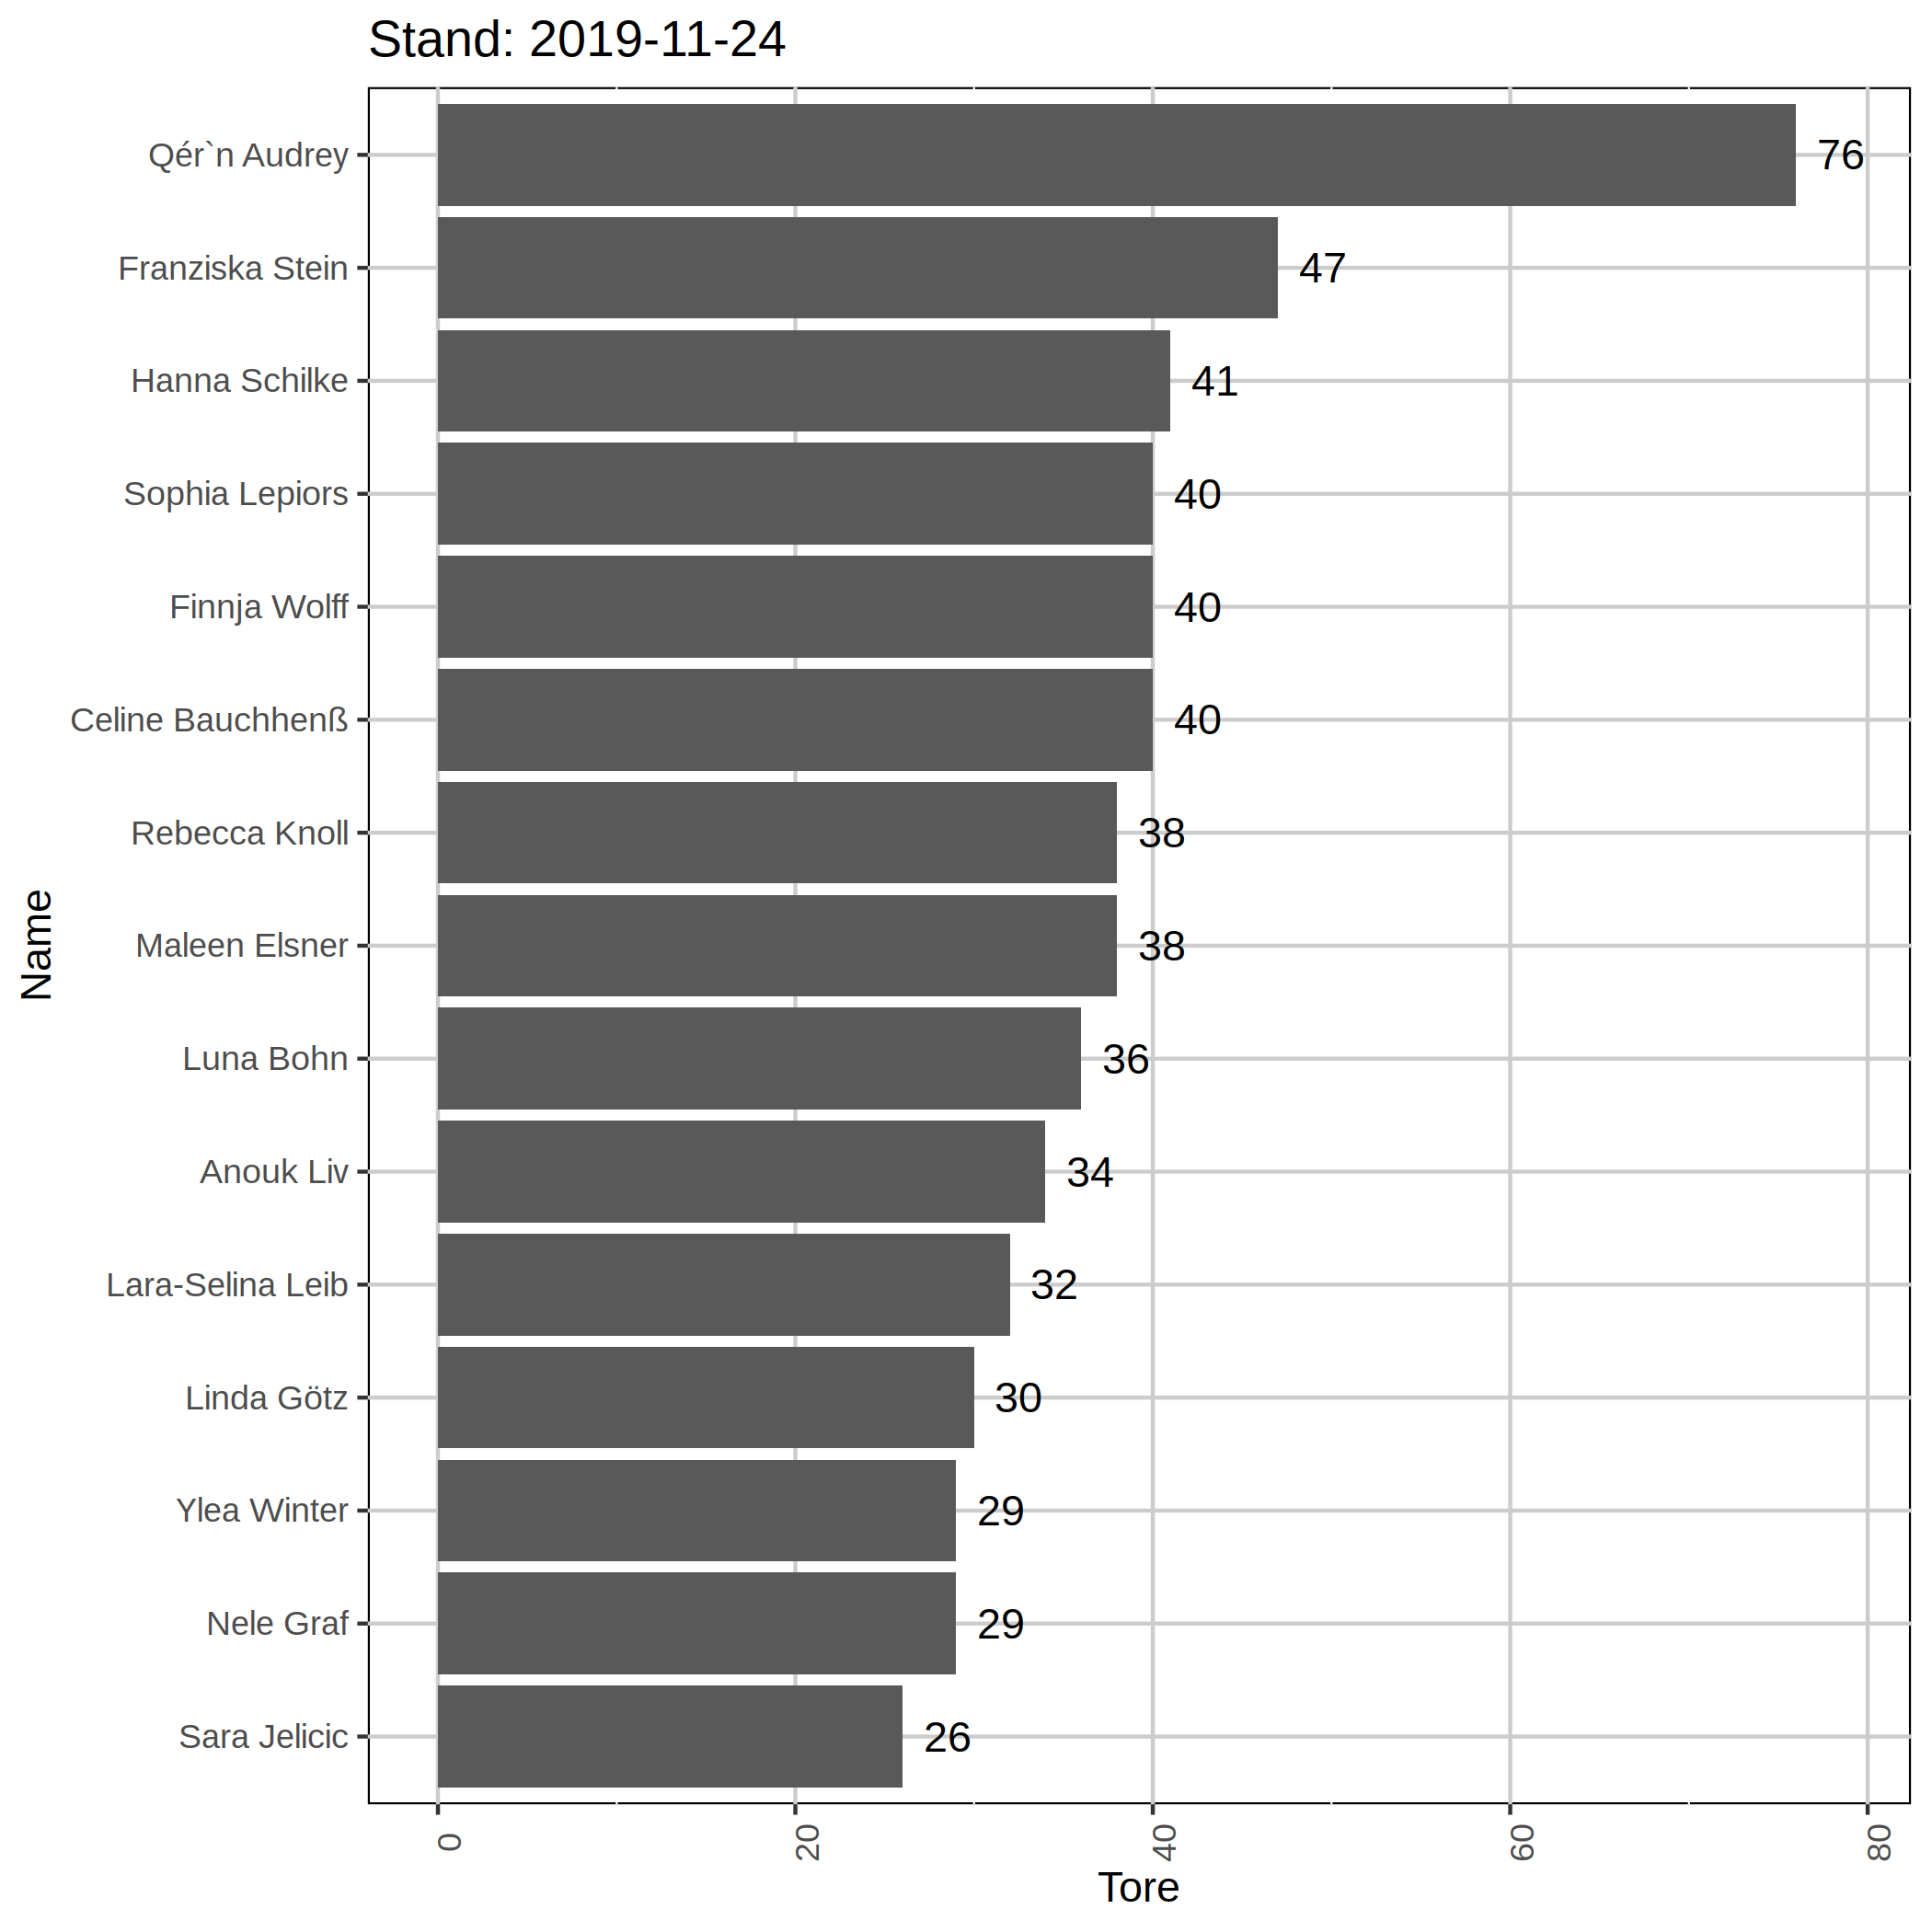 Stand: 2019-11-24
Name
Qér`n Audrey 76
Franziska Stein 47
Hanna Schilke 41
Sophia Lepiors 40
Finnja Wolff 40
Celine Bauchhenß 40
Rebecca Knoll 38
Maleen Elsner 38
Luna Bohn 36
Anouk Liv 34
Lara-Selina Leib 32
Linda Götz 30
Ylea Winter 29
Nele Graf 29
Sara Jelicic 26
0 20 40 60 80
Tore